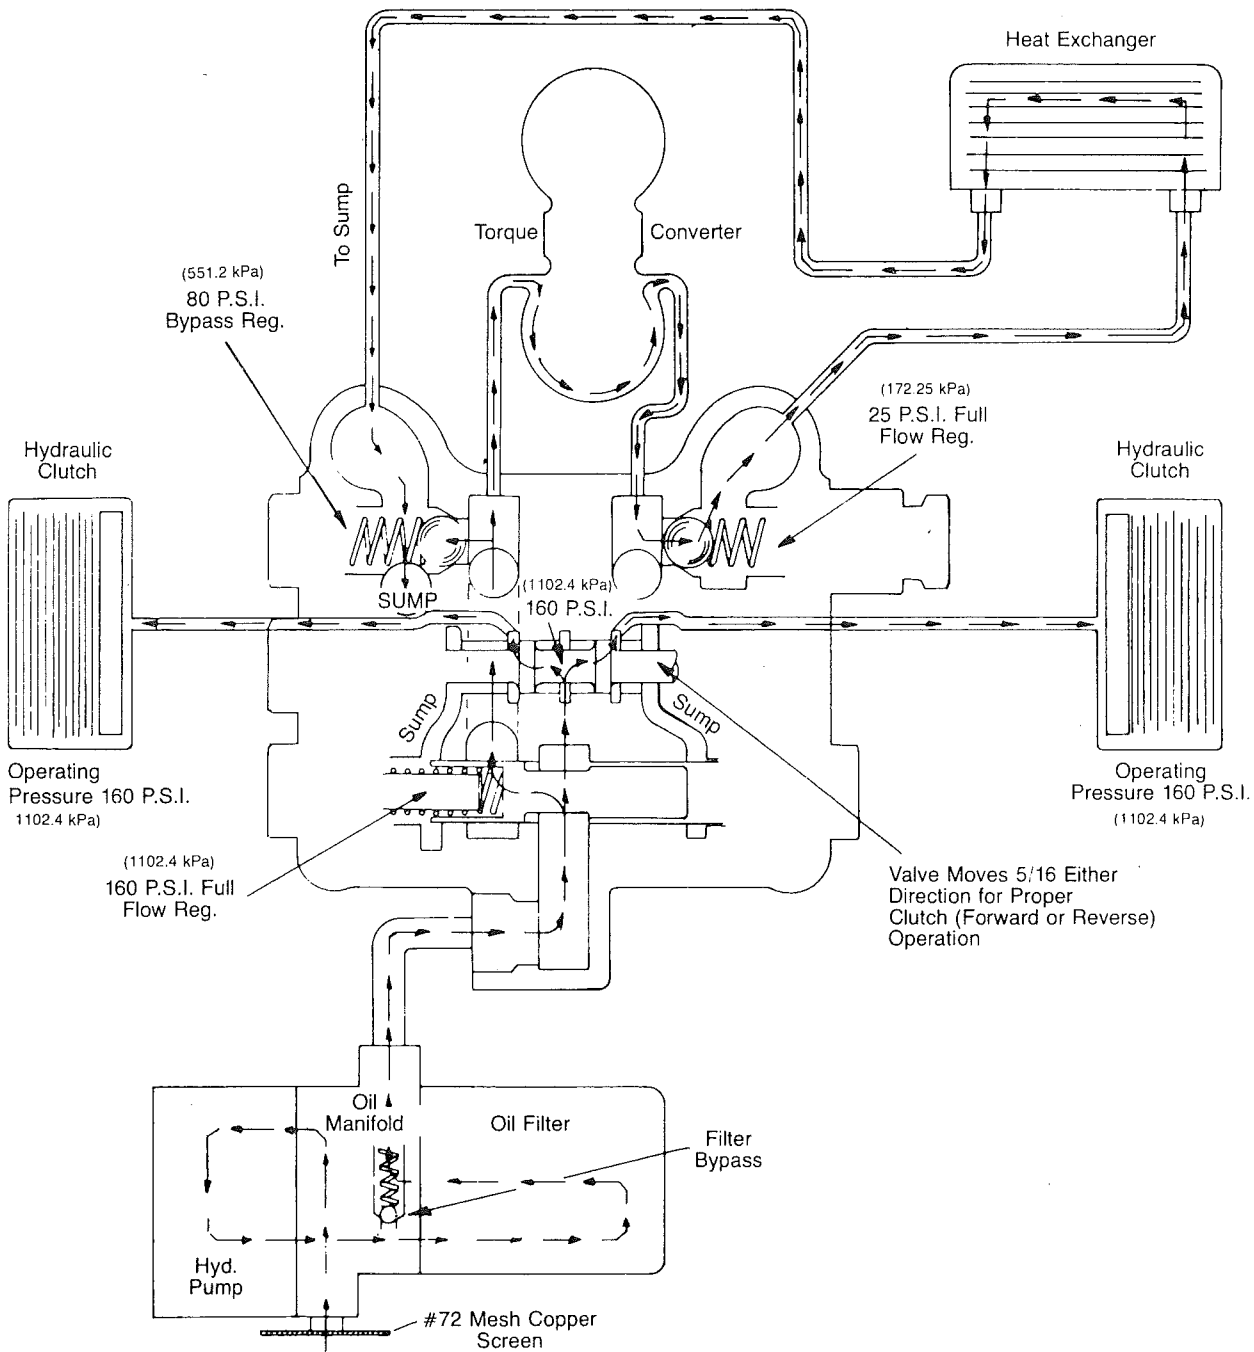 Heat Exchanger
To Sump
Torque Converter
(551.2 kPa)
80 P.S.I.
Bypass Reg.
(172.25 kPa)
25 P.S.I. Full
Flow Reg.
Hydraulic
Clutch
Hydraulic
Clutch
SUMP
(1102.4 kPa)
160 P.S.I.
Sump
Sump
Operating
Pressure 160 P.S.I.
1102.4 kPa)
Operating
Pressure 160 P.S.I.
(1102.4 kPa)
(1102.4 kPa)
160 P.S.I. Full
Flow Reg.
Valve Moves 5/16 Either
Direction for Proper
Clutch (Forward or Reverse)
Operation
Oil
Manifold
Oil Filter
Filter
Bypass
Hyd.
Pump
#72 Mesh Copper
Screen